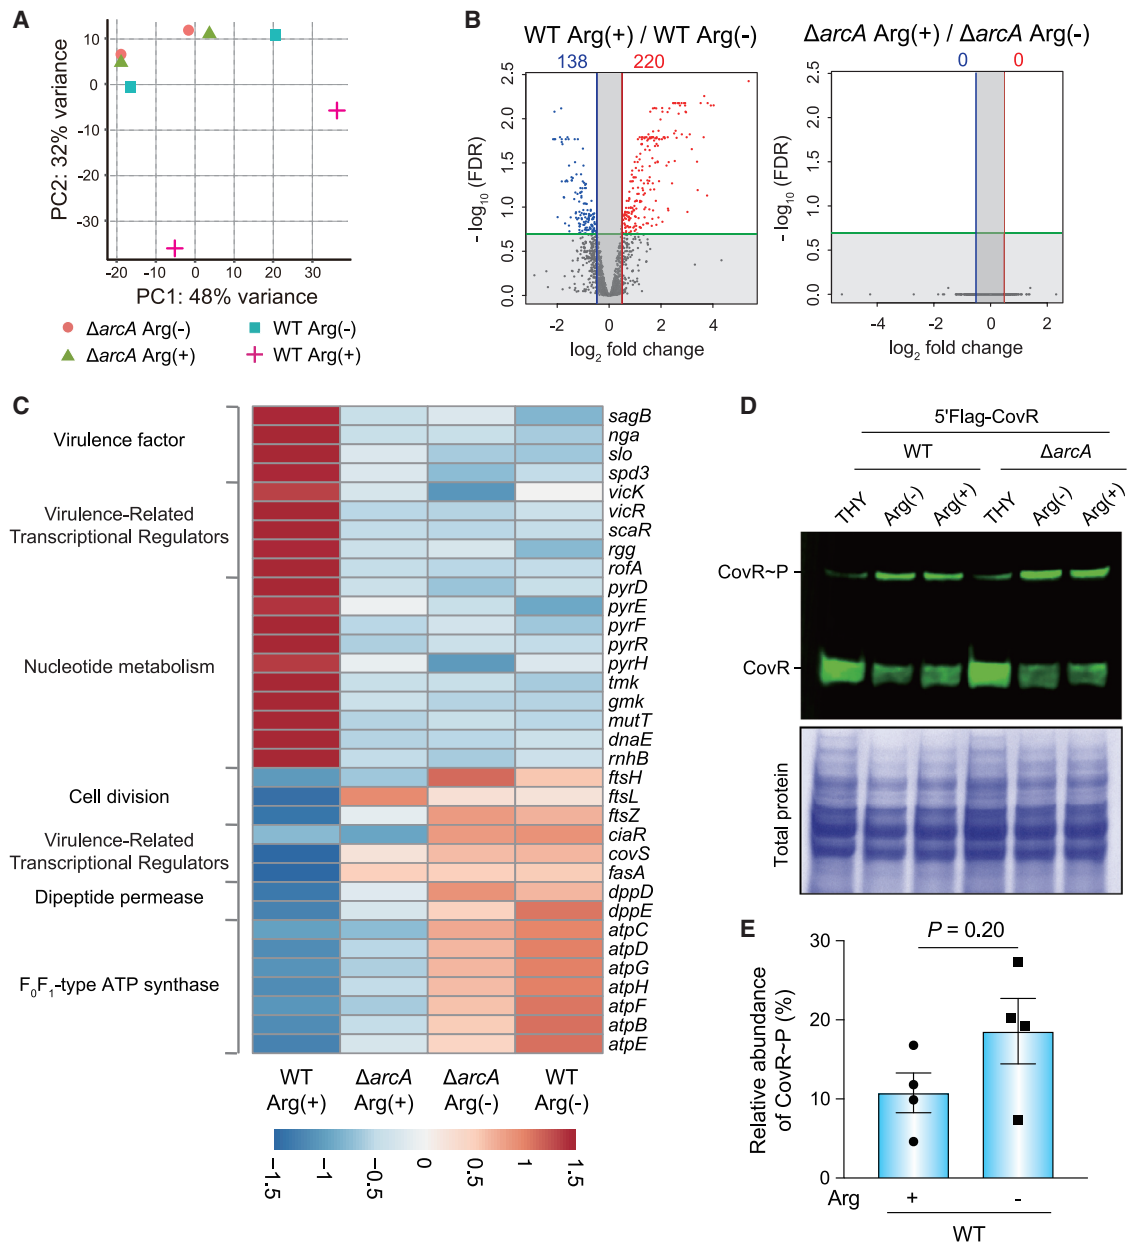 A
PC2: 32% variance
10
0
-10
-20
-30
-20
-10
0
10
20
30
PC1: 48% variance
ΔarcA Arg(-)
WT Arg(-)
ΔarcA Arg(+)
WT Arg(+)
B
WT Arg(+) / WT Arg(-)
138
220
- log10 (FDR)
2.5
2.0
1.5
1.0
0.5
0.0
-2
0
2
4
log2 fold change
ΔarcA Arg(+) / ΔarcA Arg(-)
0
0
- log10 (FDR)
2.5
2.0
1.5
1.0
0.5
0.0
-4
-2
0
2
log2 fold change
C
Virulence factor
Virulence-Related
Transcriptional Regulators
Nucleotide metabolism
Cell division
Virulence-Related
Transcriptional Regulators
Dipeptide permease
F0F1-type ATP synthase
sagB
nga
slo
spd3
vicK
vicR
scaR
rgg
rofA
pyrD
pyrE
pyrF
pyrR
pyrH
tmk
gmk
mutT
dnaE
rnhB
ftsH
ftsL
ftsZ
ciaR
covS
fasA
dppD
dppE
atpC
atpD
atpG
atpH
atpF
atpB
atpE
WT
Arg(+)
ΔarcA
Arg(+)
ΔarcA
Arg(-)
WT
Arg(-)
-1.5
-1
-0.5
0
0.5
1
1.5
D
5'Flag-CovR
WT
ΔarcA
THY
Arg(-)
Arg(+)
THY
Arg(-)
Arg(+)
CovR~P
CovR
Total protein
E
P = 0.20
Relative abundance
of CovR~P (%)
30
20
10
0
Arg
+
-
WT